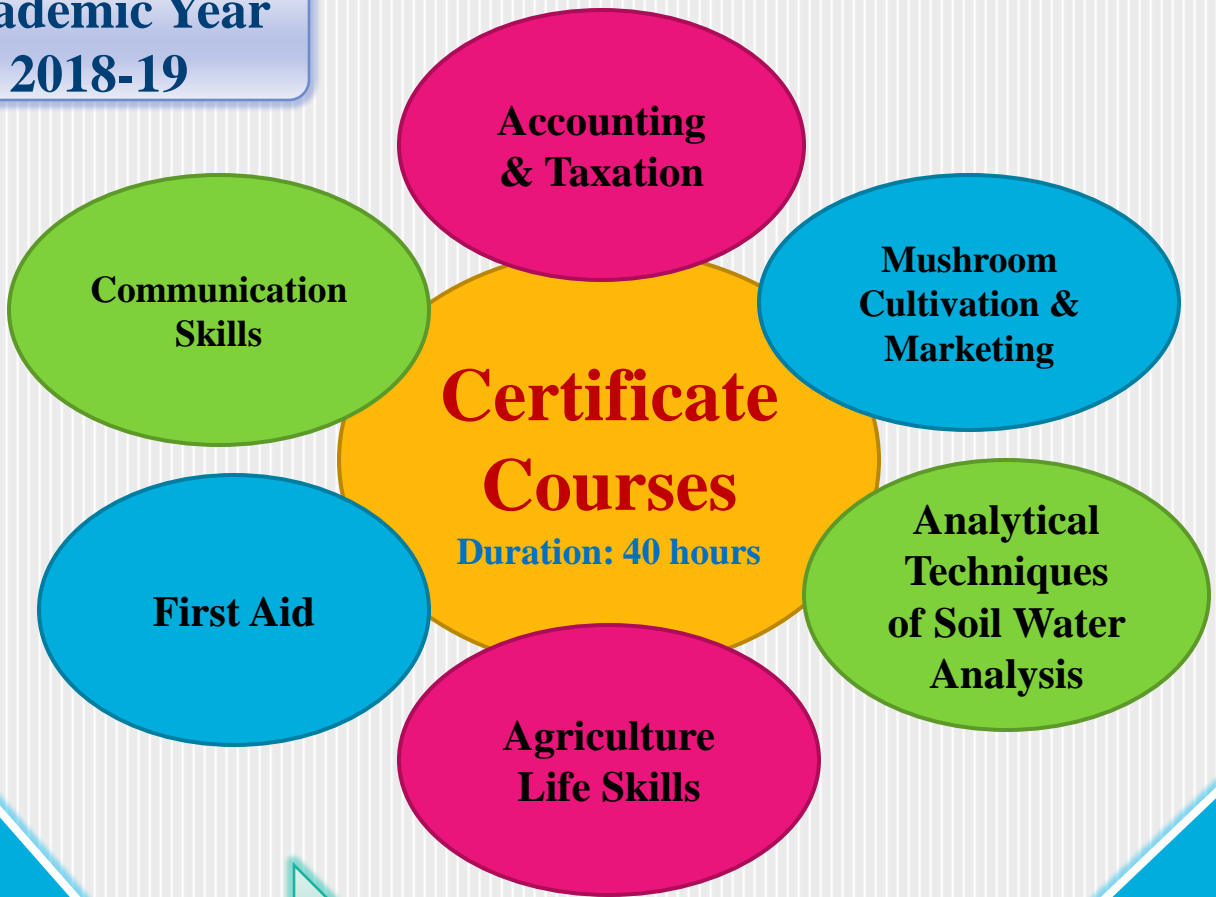 ademic Year
2018-19
Accounting
& Taxation
Communication
Skills
Mushroom
Cultivation &
Marketing
Certificate
Courses
Duration: 40 hours
Analytical
Techniques
of Soil Water
Analysis
First Aid
Agriculture
Life Skills